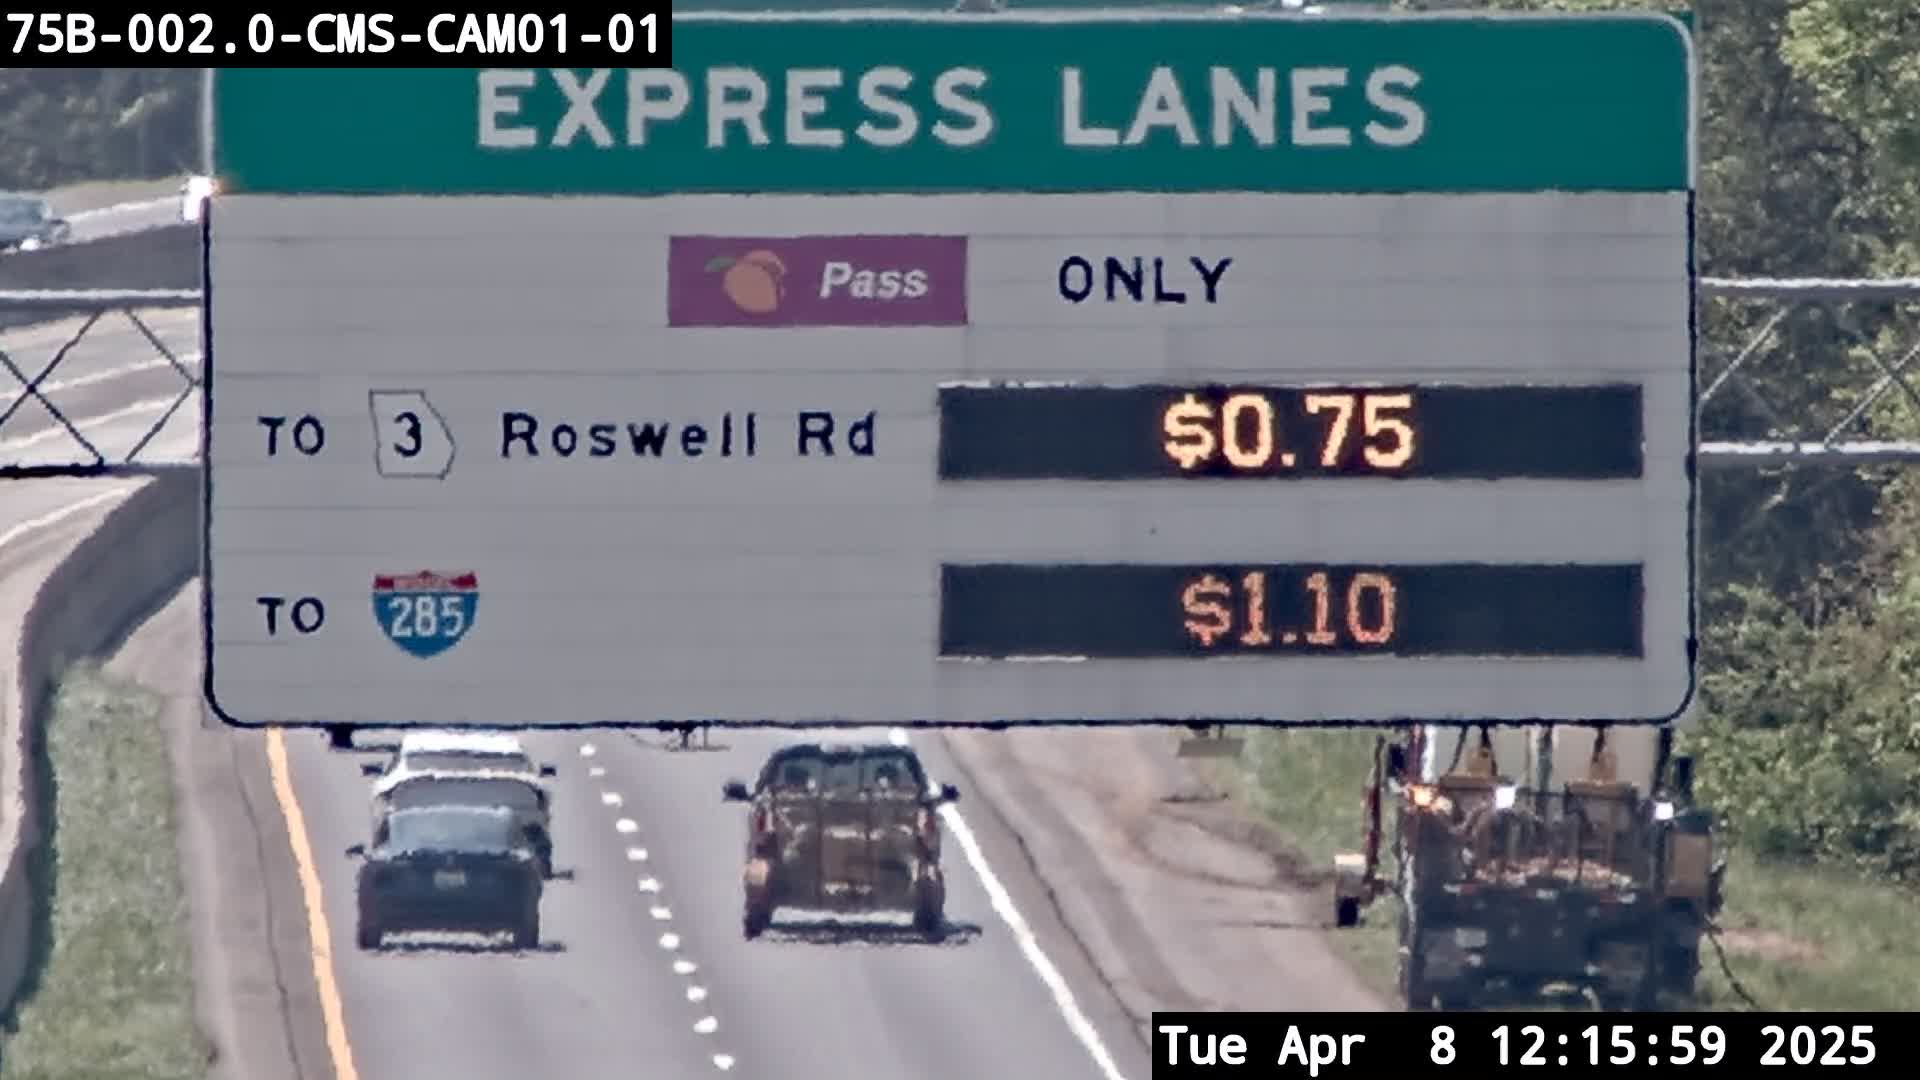 75B-002.0-CMS-CAM01-01
EXPRESS LANES
Pass ONLY
TO 3 Roswell Rd $0.75
TO 285 $1.10
Tue Apr 8 12:15:59 2025